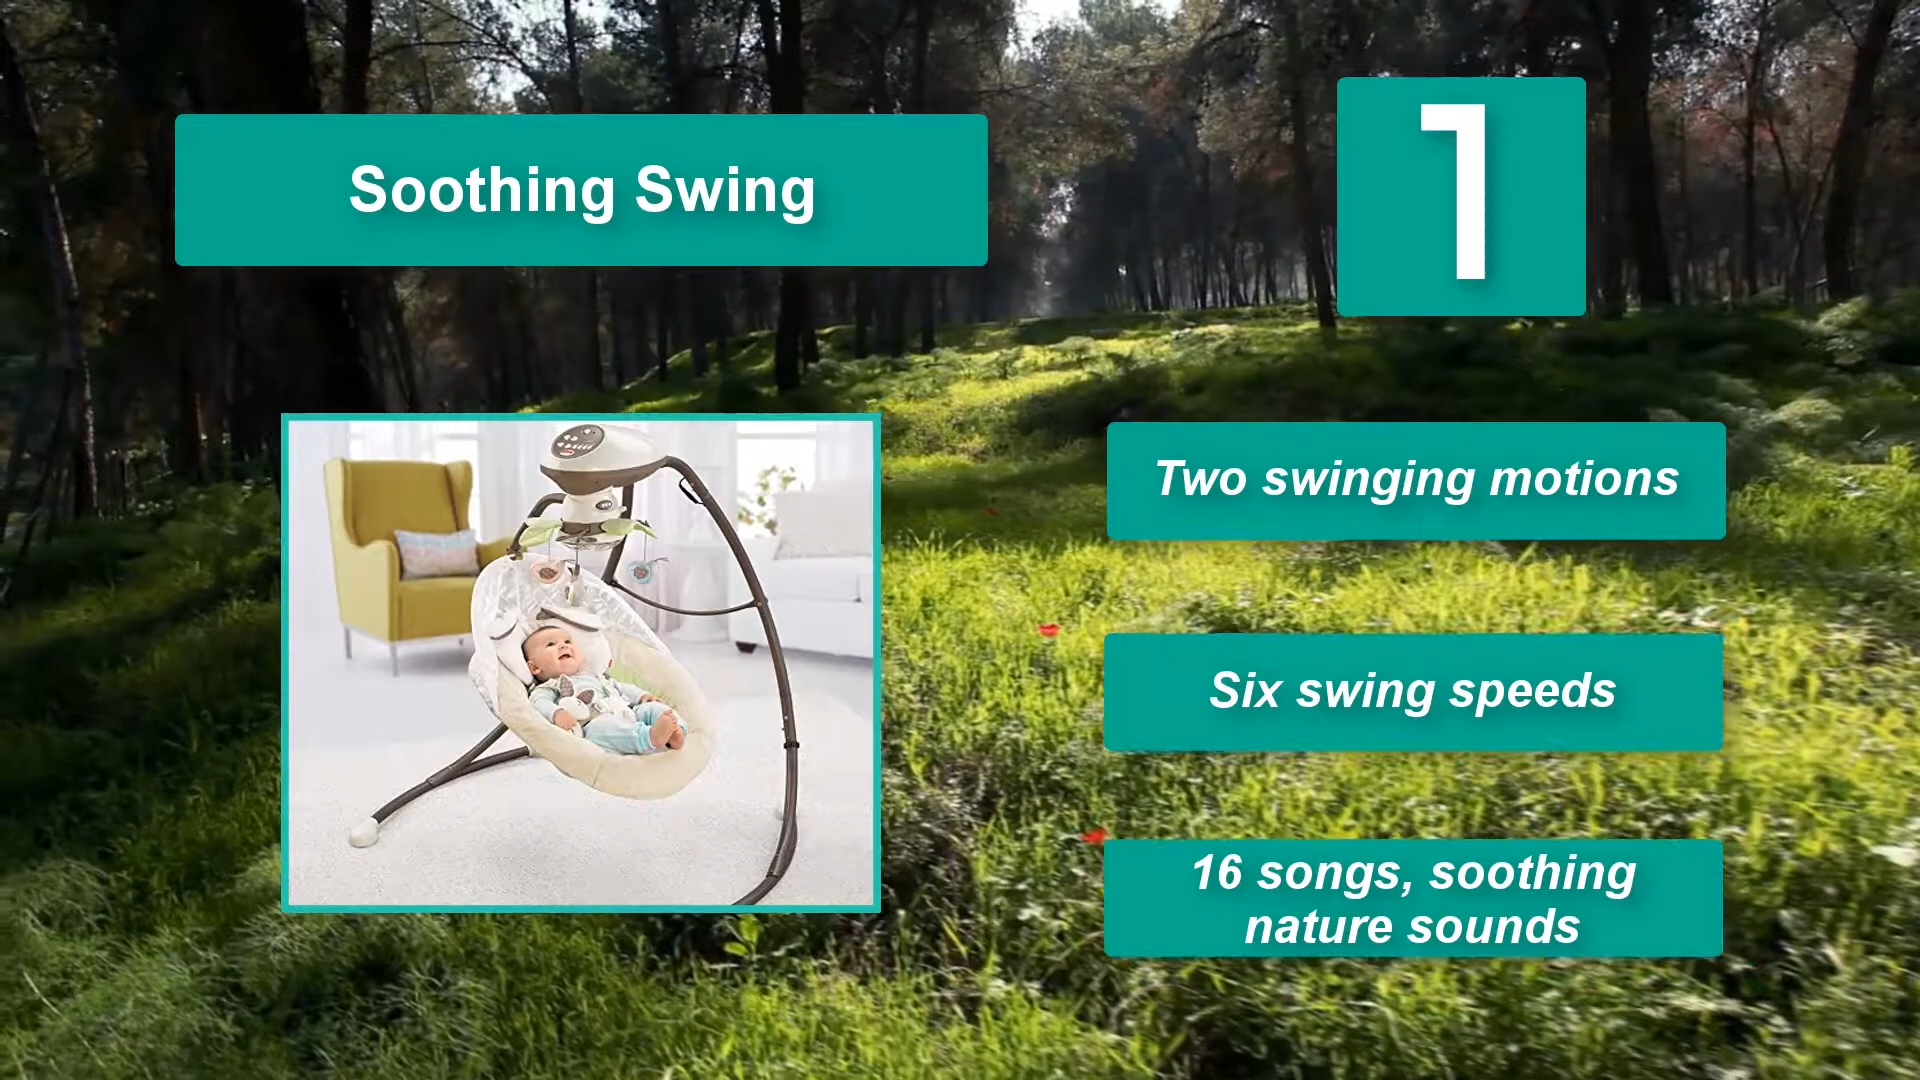 Soothing Swing
1
Two swinging motions
Six swing speeds
16 songs, soothing
nature sounds